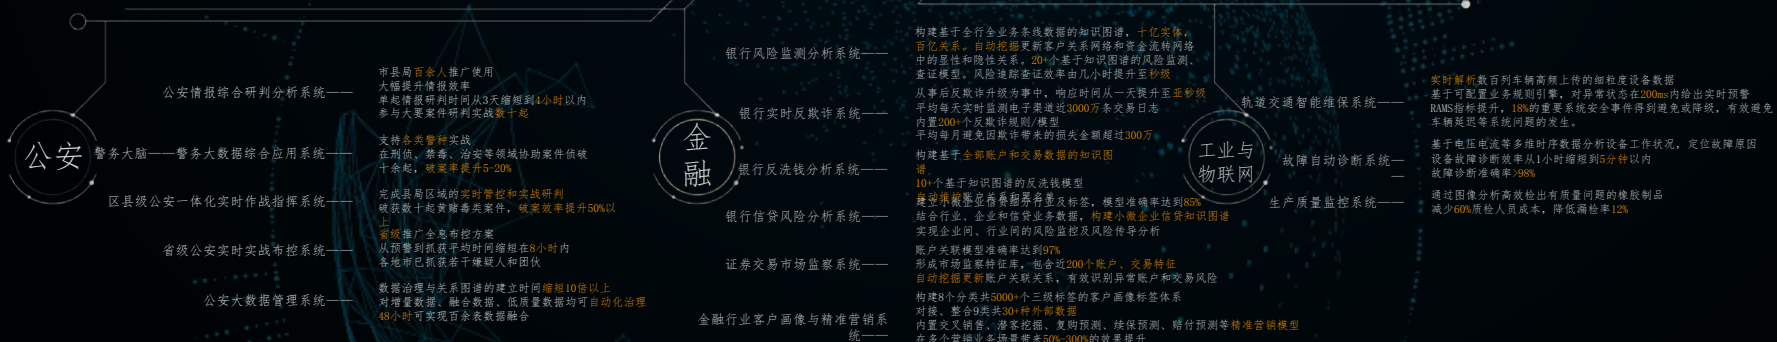 公安
公安情报综合研判分析系统——
市县局百余人推广使用
大幅提升情报效率
单起情报研判时间从3天缩短到4小时以内
参与大要案件研判实战数十起
警务大脑——警务大数据综合应用系统——
支持各类警种实战
在刑侦、禁毒、治安等领域协助案件侦破
十余起，破案率提升5-20%
区县级公安一体化实时作战指挥系统——
完成县局区域的实时管控和实战研判
破获数十起黄赌毒类案件，破案效率提升50%以
上
省级公安实时实战布控系统——
省级推广全息布控方案
从预警到抓获平均时间缩短在8小时内
各地市已抓获若干嫌疑人和团伙
公安大数据管理系统——
数据治理与关系图谱的建立时间缩短10倍以上
对增量数据、融合数据、低质量数据均可自动化治理
48小时可实现百余表数据融合
金
融
银行风险监测分析系统——
构建基于全行全业务条线数据的知识图谱，十亿实体，
百亿关系。自动挖掘更新客户关系网络和资金流转网络
中的显性和隐性关系。20+个基于知识图谱的风险监测、
查证模型。风险追踪查证效率由几小时提升至秒级
银行实时反欺诈系统——
从事后反欺诈升级为事中，响应时间从一天提升至亚秒级
平均每天实时监测电子渠道近3000万条交易日志
内置200+个反欺诈规则/模型
平均每月避免因欺诈带来的损失金额超过300万
银行反洗钱分析系统——
构建基于全部账户和交易数据的知识图
谱
10+个基于知识图谱的反洗钱模型
银行信贷风险分析系统——
建立小微企业的细分行业及标签，模型准确率达到85%
结合行业、企业和信贷业务数据，构建小微企业信贷知识图谱
实现企业间、行业间的风险监控及风险传导分析
证券交易市场监察系统——
账户关联模型准确率达到97%
形成市场监察特征库，包含近200个账户、交易特征
自动挖掘更新账户关联关系，有效识别异常账户和交易风险
金融行业客户画像与精准营销系
统——
构建8个分类共5000+个三级标签的客户画像标签体系
对接、整合9类共30+种外部数据
内置交叉销售、潜客挖掘、复购预测、续保预测、赔付预测等精准营销模型
在多个营销业务场景带来50%-300%的效果提升
工业与
物联网
轨道交通智能维保系统——
实时解析数百列车辆高频上传的细粒度设备数据
基于可配置业务规则引擎，对异常状态在200ms内给出实时预警
RAMS指标提升，18%的重要系统安全事件得到避免或降级，有效避免
车辆延迟等系统问题的发生。
故障自动诊断系统—
—
基于电压电流等多维时序数据分析设备工作状况，定位故障原因
设备故障诊断效率从1小时缩短到5分钟以内
故障诊断准确率>98%
生产质量监控系统——
通过图像分析高效检出有质量问题的橡胶制品
减少60%质检人员成本，降低漏检率12%